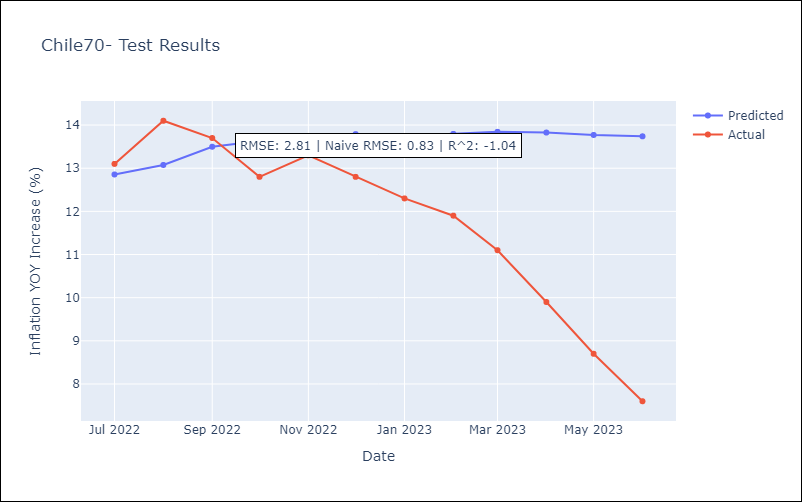 Chile70- Test Results
Predicted
Actual
RMSE: 2.81 | Naive RMSE: 0.83 | R^2: -1.04
Inflation YOY Increase (%)
14
13
12
11
10
9
8
Jul 2022
Sep 2022
Nov 2022
Jan 2023
Mar 2023
May 2023
Date